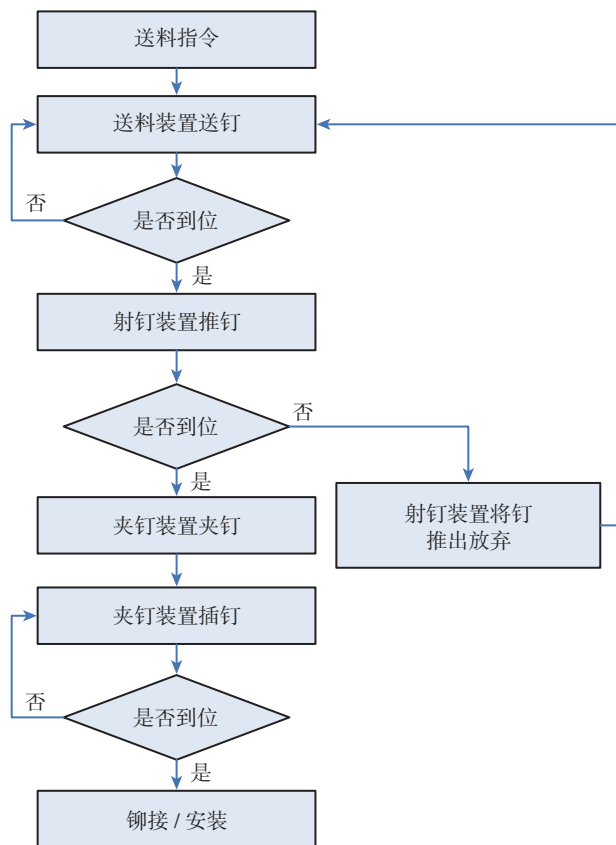 送料指令
送料装置送钉
是否到位
否
是
射钉装置推钉
是否到位
否
是
夹钉装置夹钉
射钉装置将钉
推出放弃
夹钉装置插钉
是否到位
否
是
铆接 / 安装